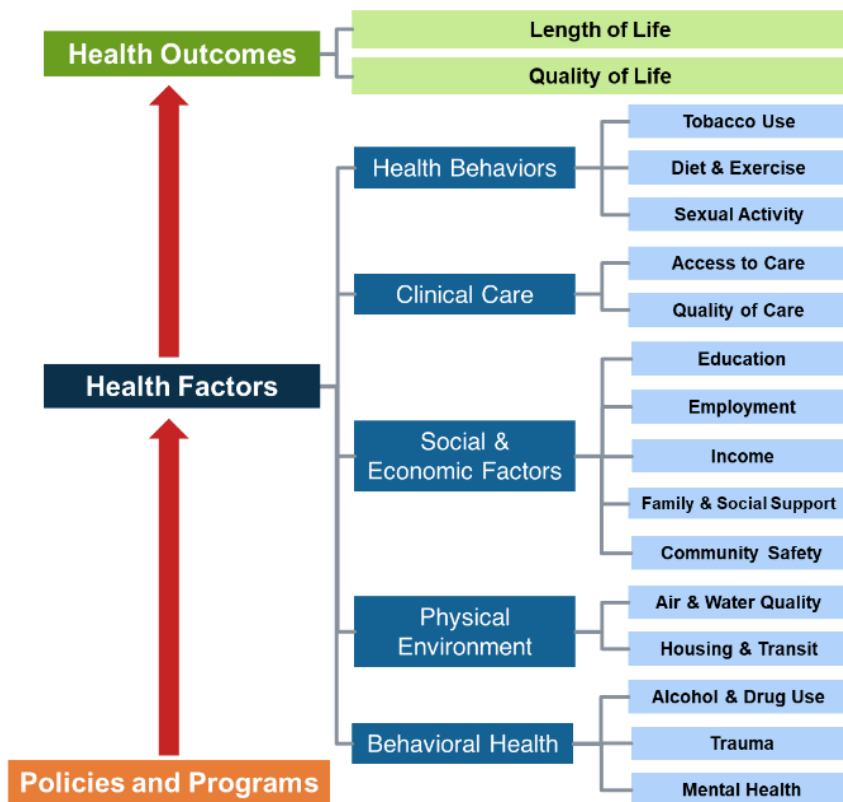 Health Outcomes
Length of Life
Quality of Life
Health Factors
Health Behaviors
Tobacco Use
Diet & Exercise
Sexual Activity
Clinical Care
Access to Care
Quality of Care
Social &
Economic Factors
Education
Employment
Income
Family & Social Support
Community Safety
Physical
Environment
Air & Water Quality
Housing & Transit
Behavioral Health
Alcohol & Drug Use
Trauma
Mental Health
Policies and Programs